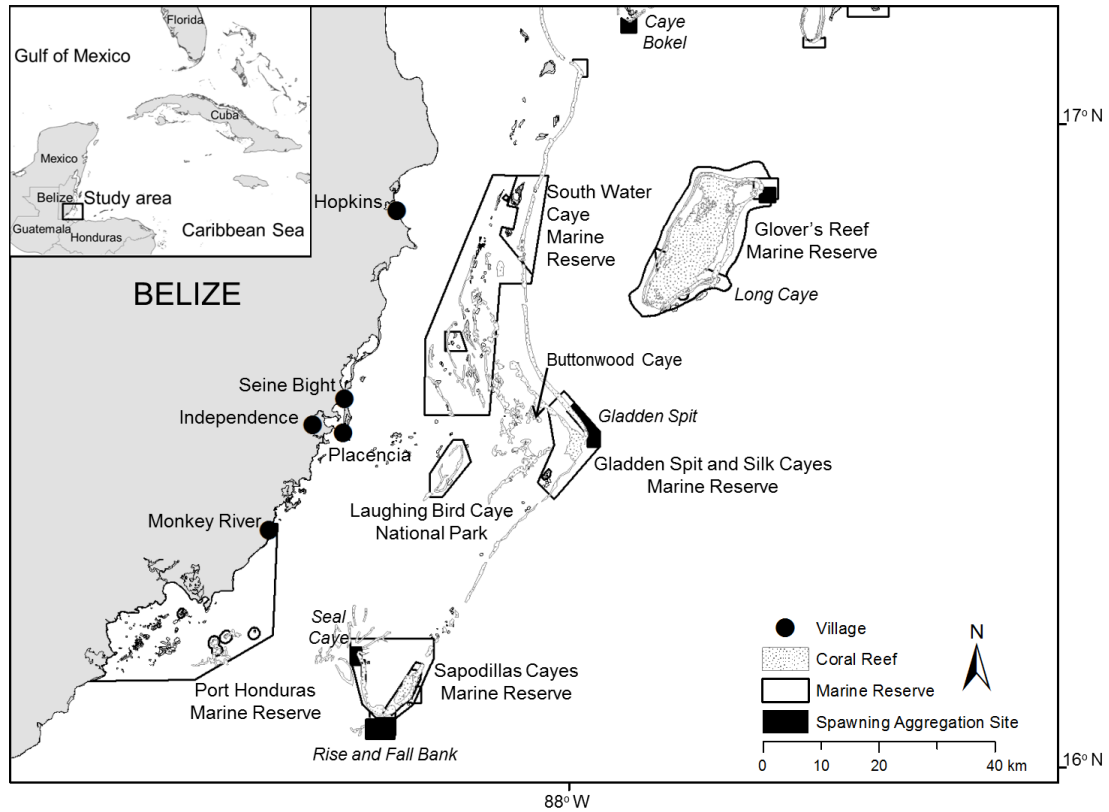 Florida
Gulf of Mexico
Cuba
Mexico
Belize
Study area
Guatemala
Honduras
Caribbean Sea
Caye
Bokel
17° N
Hopkins
South Water
Caye
Marine
Reserve
Glover's Reef
Marine Reserve
Long Caye
BELIZE
Buttonwood Caye
Seine Bight
Independence
Placencia
Gladden Spit
Gladden Spit and Silk Cayes
Marine Reserve
Laughing Bird Caye
National Park
Monkey River
Seal
Caye
Sapodillas Cayes
Marine Reserve
Port Honduras
Marine Reserve
Rise and Fall Bank
N
Village
Coral Reef
Marine Reserve
Spawning Aggregation Site
0 10 20 40 km
16° N
88° W